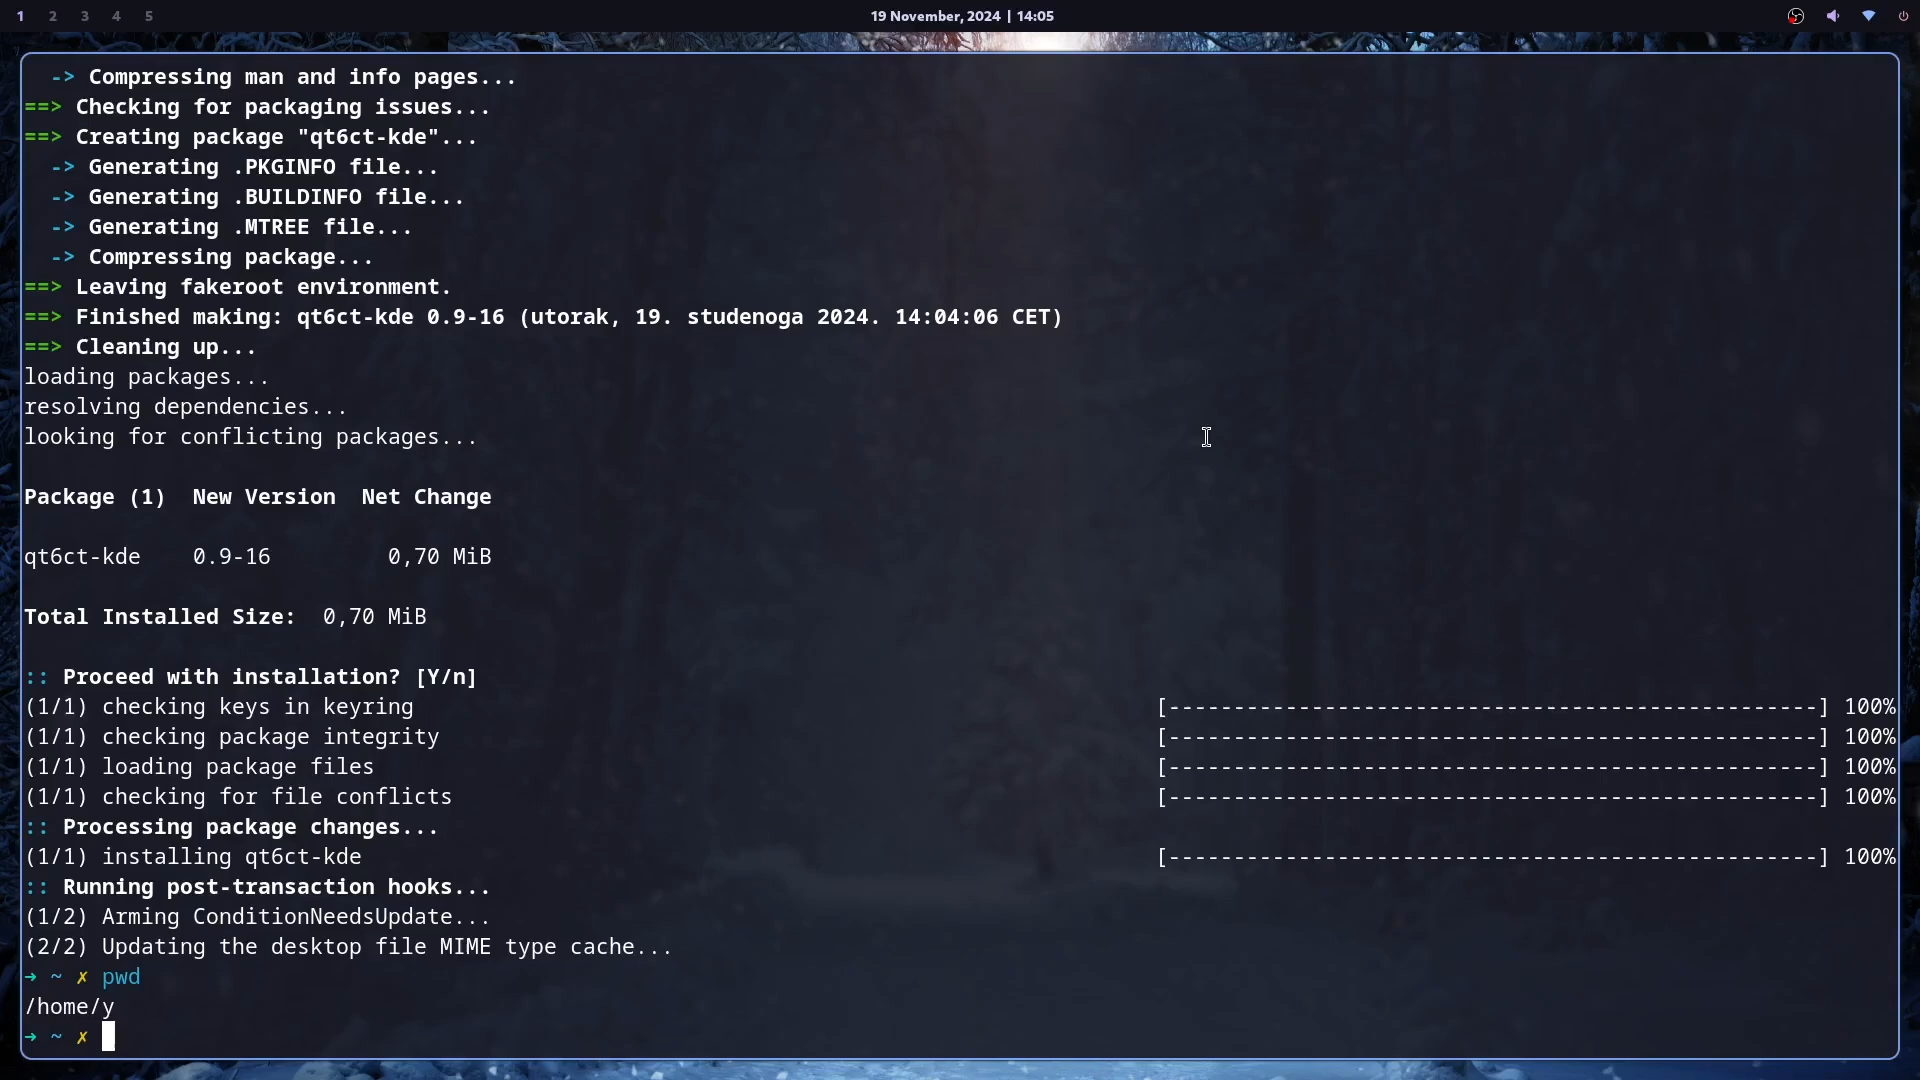 1 2 3 4 5 19 November, 2024 | 14:05
-> Compressing man and info pages...
==> Checking for packaging issues...
==> Creating package "qt6ct-kde"...
-> Generating .PKGINFO file...
-> Generating .BUILDINFO file...
-> Generating .MTREE file...
-> Compressing package...
==> Leaving fakeroot environment.
==> Finished making: qt6ct-kde 0.9-16 (utorak, 19. studenoga 2024. 14:04:06 CET)
==> Cleaning up...
loading packages...
resolving dependencies...
looking for conflicting packages...
Package (1)  New Version  Net Change
qt6ct-kde    0.9-16         0,70 MiB
Total Installed Size:  0,70 MiB
:: Proceed with installation? [Y/n]
(1/1) checking keys in keyring [--------------------------------------------------] 100%
(1/1) checking package integrity [--------------------------------------------------] 100%
(1/1) loading package files [--------------------------------------------------] 100%
(1/1) checking for file conflicts [--------------------------------------------------] 100%
:: Processing package changes...
(1/1) installing qt6ct-kde [--------------------------------------------------] 100%
:: Running post-transaction hooks...
(1/2) Arming ConditionNeedsUpdate...
(2/2) Updating the desktop file MIME type cache...
➜ ~ ✗ pwd
/home/y
➜ ~ ✗